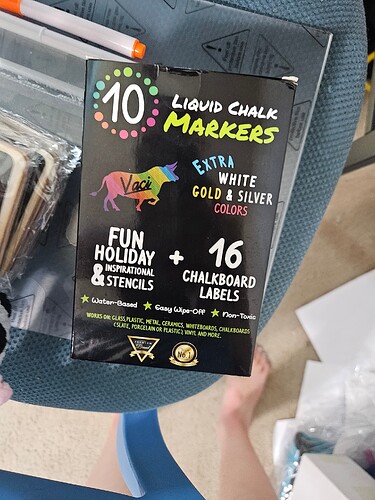 10
LIQUID CHALK
MARKERS
Vaci
EXTRA
WHITE
GOLD & SILVER
COLORS
FUN
HOLIDAY
& INSPIRATIONAL
STENCILS
+
16
CHALKBOARD
LABELS
Water-Based
Easy Wipe-Off
Non-Toxic
WORKS ON: GLASS, PLASTIC, METAL, CERAMICS, WHITEBOARDS, CHALKBOARDS
(SLATE, PORCELAIN OR PLASTIC), VINYL AND MORE.
No1